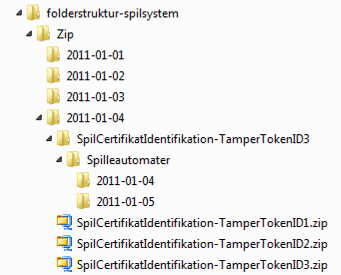 folderstruktur-spilsystem
Zip
2011-01-01
2011-01-02
2011-01-03
2011-01-04
SpilCertifikatIdentifikation-TamperTokenID3
Spilleautomater
2011-01-04
2011-01-05
SpilCertifikatIdentifikation-TamperTokenID1.zip
SpilCertifikatIdentifikation-TamperTokenID2.zip
SpilCertifikatIdentifikation-TamperTokenID3.zip